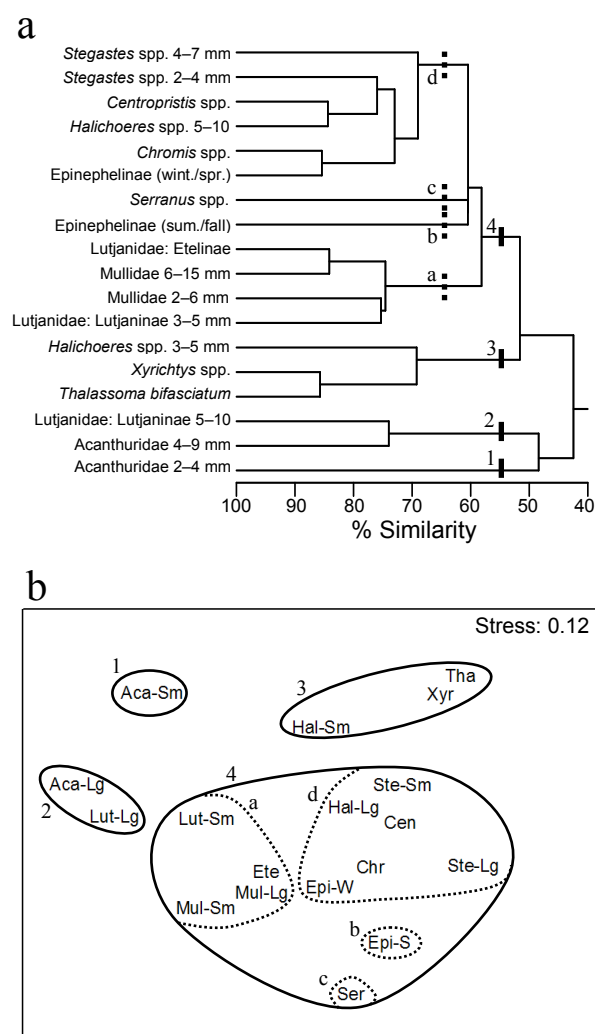 a
Stegastes spp. 4–7 mm
Stegastes spp. 2–4 mm
d
Centropristis spp.
Halichoeres spp. 5–10
Chromis spp.
Epinephelinae (wint./spr.)
c
Serranus spp.
Epinephelinae (sum./fall)
b
4
Lutjanidae: Etelinae
Mullidae 6–15 mm
a
Mullidae 2–6 mm
Lutjanidae: Lutjaninae 3–5 mm
Halichoeres spp. 3–5 mm
3
Xyrichtys spp.
Thalassoma bifasciatum
Lutjanidae: Lutjaninae 5–10
2
Acanthuridae 4–9 mm
1
Acanthuridae 2–4 mm
100 90 80 70 60 50 40
% Similarity
b
Stress: 0.12
1
Aca-Sm
3
Tha
Xyr
Hal-Sm
Aca-Lg
2
Lut-Lg
4
a
d
Ste-Sm
Hal-Lg
Lut-Sm
Cen
Ete
Chr
Ste-Lg
Mul-Lg
Epi-W
Mul-Sm
b
Epi-S
c
Ser